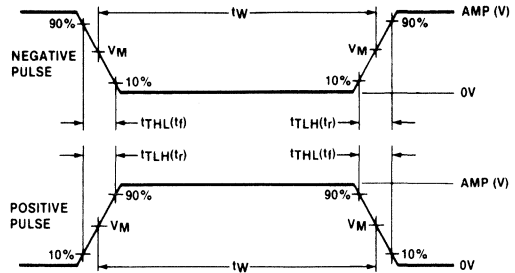 tW
AMP (V)
90%
90%
NEGATIVE
PULSE
VM
VM
10%
10%
0V
tTHL(tf)
tTLH(tr)
tTLH(tr)
tTHL(tf)
90%
90%
AMP (V)
POSITIVE
PULSE
VM
VM
10%
10%
tW
0V